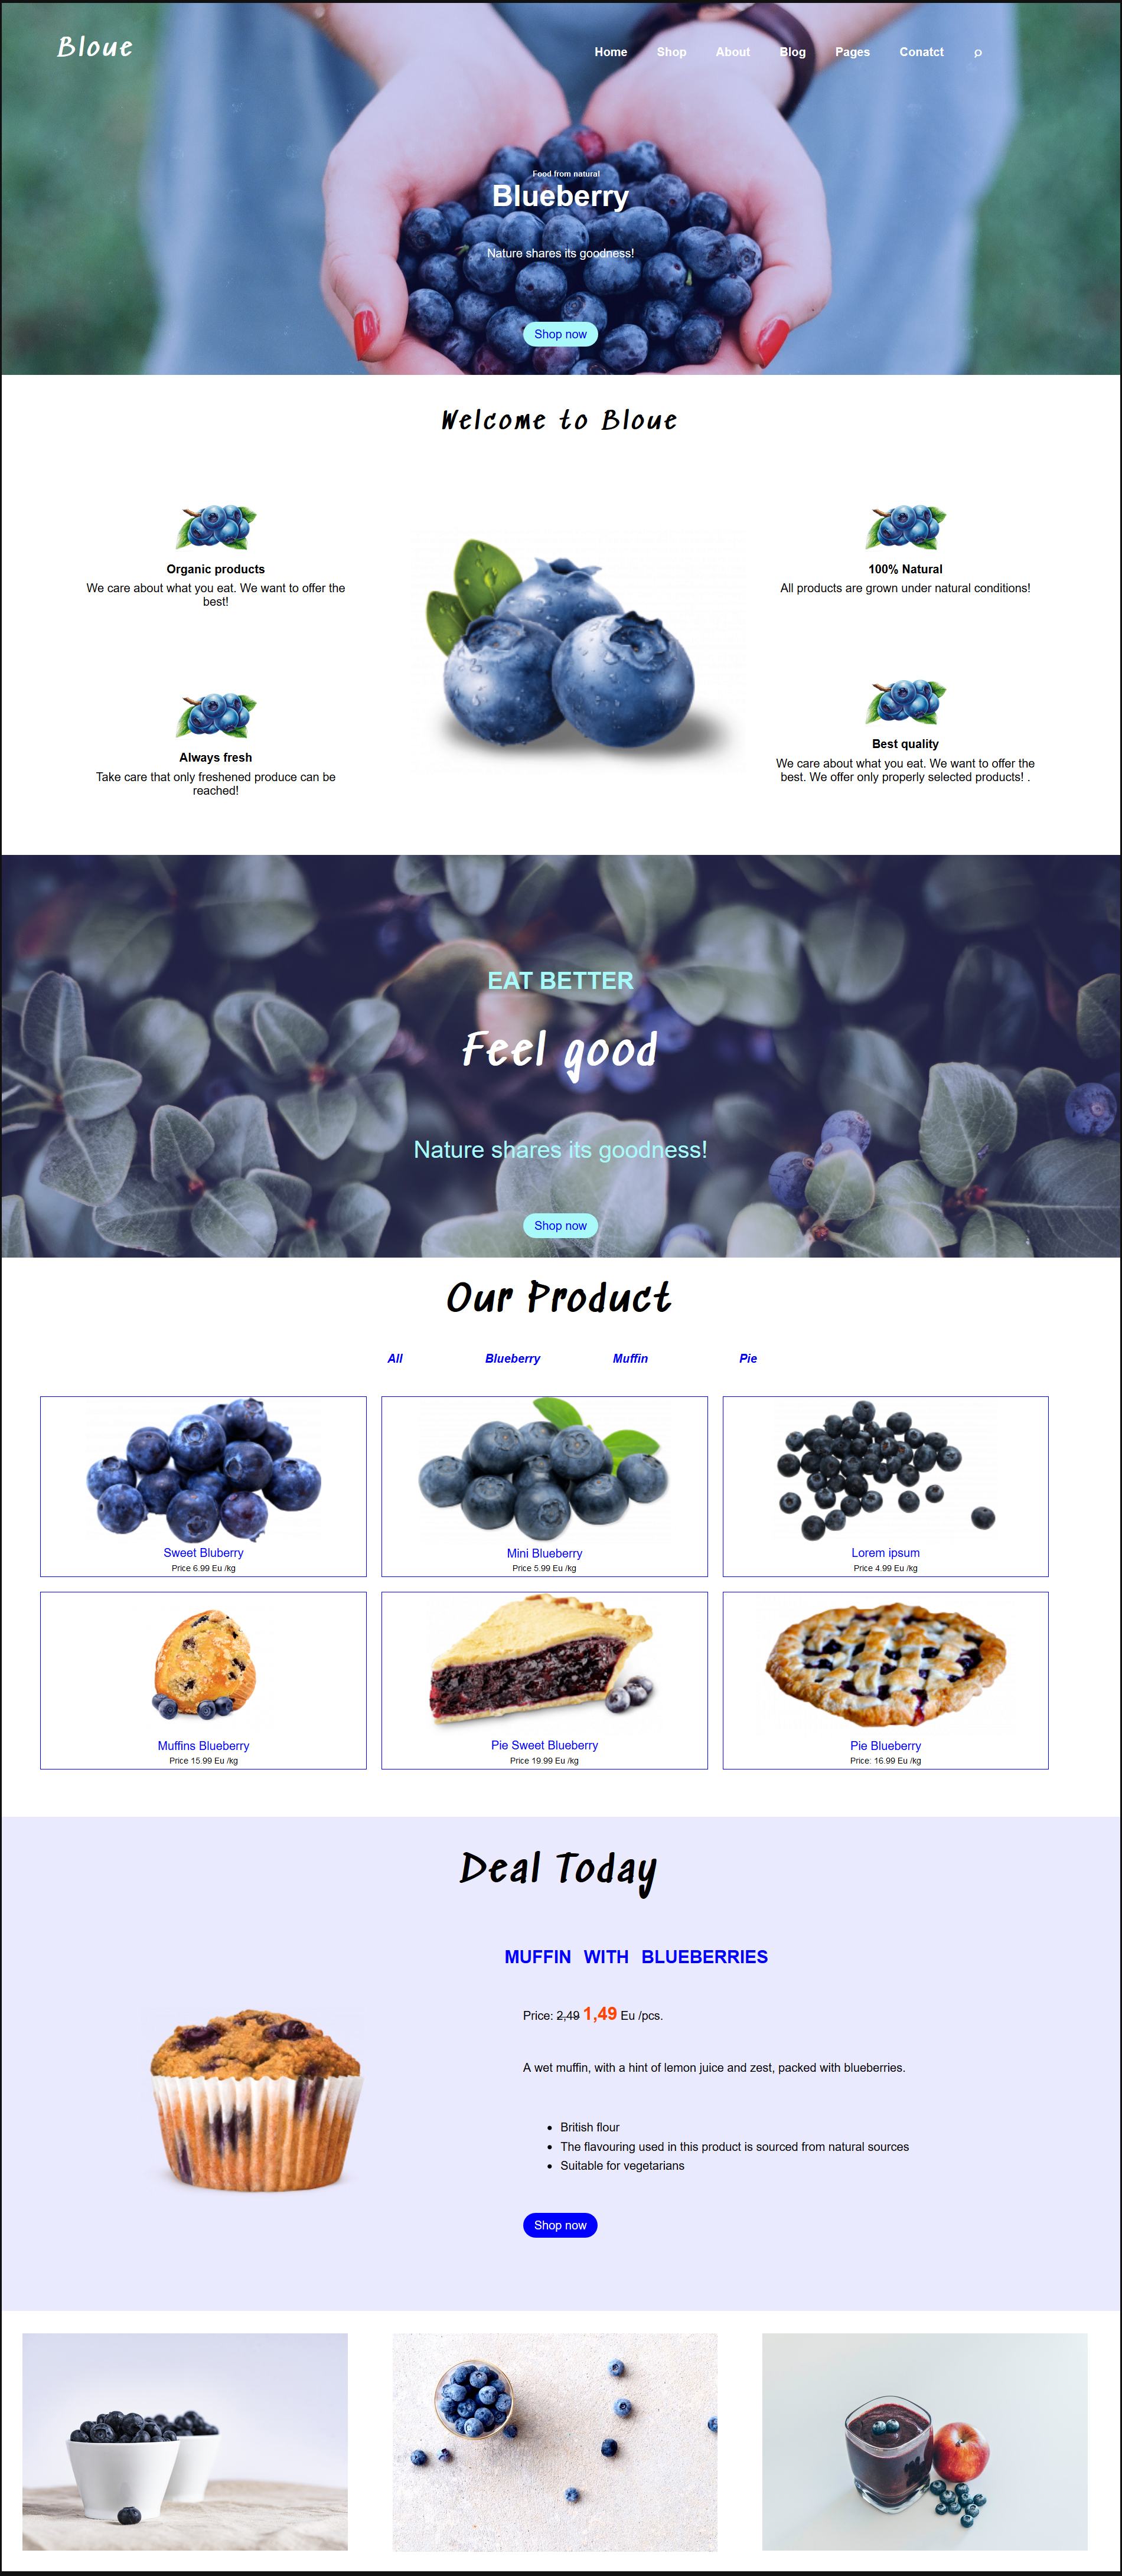 Bloue
Home Shop About Blog Pages Conatct
Food from natural
Blueberry
Nature shares its goodness!
Shop now
Welcome to Bloue
Organic products
We care about what you eat. We want to offer the
best!
100% Natural
All products are grown under natural conditions!
Always fresh
Take care that only freshened produce can be
reached!
Best quality
We care about what you eat. We want to offer the
best. We offer only properly selected products! .
EAT BETTER
Feel good
Nature shares its goodness!
Shop now
Our Product
All Blueberry Muffin Pie
Sweet Bluberry
Price 6.99 Eu /kg
Mini Blueberry
Price 5.99 Eu /kg
Lorem ipsum
Price 4.99 Eu /kg
Muffins Blueberry
Price 15.99 Eu /kg
Pie Sweet Blueberry
Price 19.99 Eu /kg
Pie Blueberry
Price: 16.99 Eu /kg
Deal Today
MUFFIN WITH BLUEBERRIES
Price: 2,49 1,49 Eu /pcs.
A wet muffin, with a hint of lemon juice and zest, packed with blueberries.
• British flour
• The flavouring used in this product is sourced from natural sources
• Suitable for vegetarians
Shop now